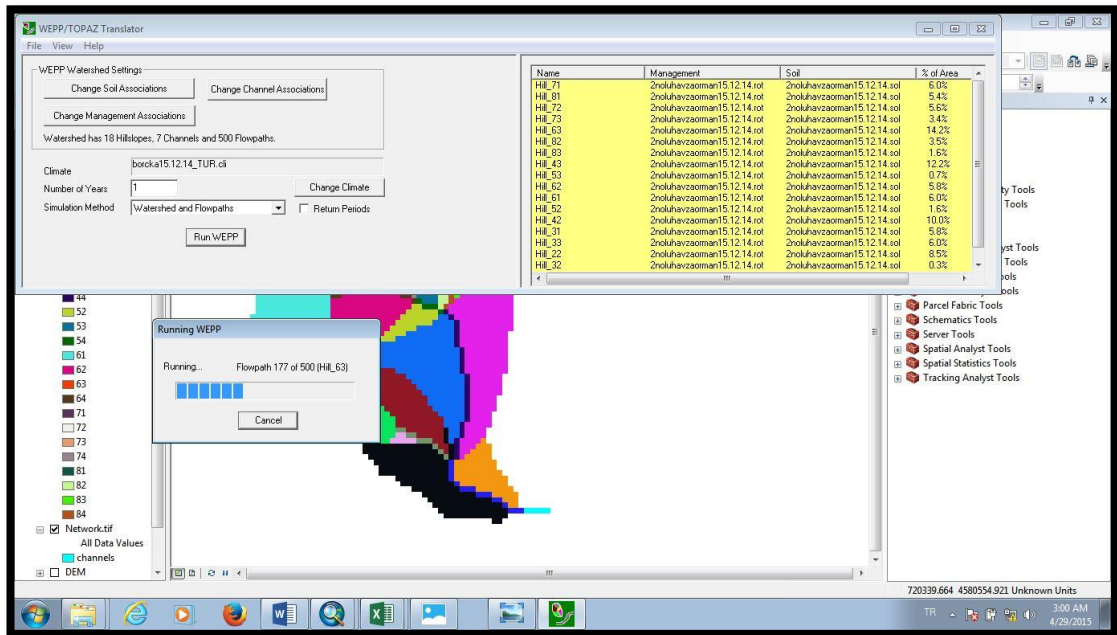 WEPP/TOPAZ Translator
File View Help
WEPP Watershed Settings
Change Soil Associations
Change Channel Associations
Change Management Associations
Watershed has 18 Hillslopes, 7 Channels and 500 Flowpaths.
Climate
borcka15.12.14_TUR.cli
Number of Years
1
Change Climate
Simulation Method
Watershed and Flowpaths
Return Periods
Run WEPP
Name Management Soil % of Area
Hill_71 2noluhavzaorman15.12.14.rot 2noluhavzaorman15.12.14.sol 6.0%
Hill_81 2noluhavzaorman15.12.14.rot 2noluhavzaorman15.12.14.sol 5.4%
Hill_72 2noluhavzaorman15.12.14.rot 2noluhavzaorman15.12.14.sol 5.6%
Hill_73 2noluhavzaorman15.12.14.rot 2noluhavzaorman15.12.14.sol 3.4%
Hill_63 2noluhavzaorman15.12.14.rot 2noluhavzaorman15.12.14.sol 14.2%
Hill_82 2noluhavzaorman15.12.14.rot 2noluhavzaorman15.12.14.sol 3.5%
Hill_83 2noluhavzaorman15.12.14.rot 2noluhavzaorman15.12.14.sol 1.6%
Hill_43 2noluhavzaorman15.12.14.rot 2noluhavzaorman15.12.14.sol 12.2%
Hill_53 2noluhavzaorman15.12.14.rot 2noluhavzaorman15.12.14.sol 0.7%
Hill_62 2noluhavzaorman15.12.14.rot 2noluhavzaorman15.12.14.sol 5.8%
Hill_61 2noluhavzaorman15.12.14.rot 2noluhavzaorman15.12.14.sol 6.0%
Hill_52 2noluhavzaorman15.12.14.rot 2noluhavzaorman15.12.14.sol 1.6%
Hill_42 2noluhavzaorman15.12.14.rot 2noluhavzaorman15.12.14.sol 10.0%
Hill_31 2noluhavzaorman15.12.14.rot 2noluhavzaorman15.12.14.sol 5.8%
Hill_33 2noluhavzaorman15.12.14.rot 2noluhavzaorman15.12.14.sol 6.0%
Hill_22 2noluhavzaorman15.12.14.rot 2noluhavzaorman15.12.14.sol 8.5%
Hill_32 2noluhavzaorman15.12.14.rot 2noluhavzaorman15.12.14.sol 0.3%
ty Tools
Tools
yst Tools
Tools
ools
ols
Parcel Fabric Tools
Schematics Tools
Server Tools
Spatial Analyst Tools
Spatial Statistics Tools
Tracking Analyst Tools
44
52
53
54
61
62
63
64
71
72
73
74
81
82
83
84
Network.tif
All Data Values
channels
DEM
Running WEPP
Running... Flowpath 177 of 500 (Hill_63)
Cancel
720339.664 4580554.921 Unknown Units
TR
3:00 AM
4/29/2015